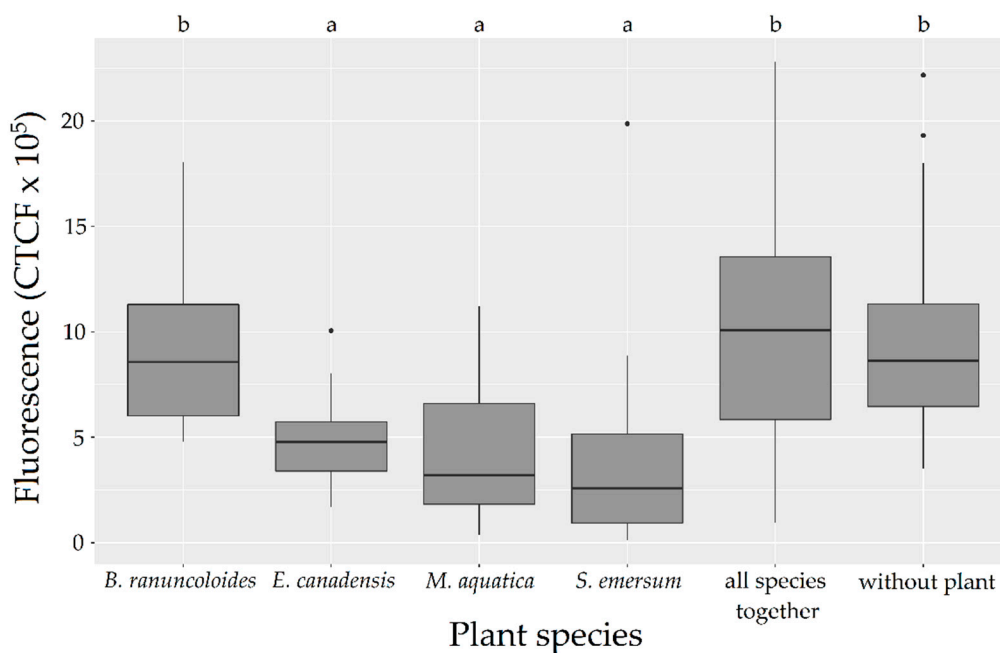 b a a a b b
Fluorescence (CTCF x 10⁵)
20
15
10
5
0
B. ranuncoloides E. canadensis M. aquatica S. emersum all species together without plant
Plant species